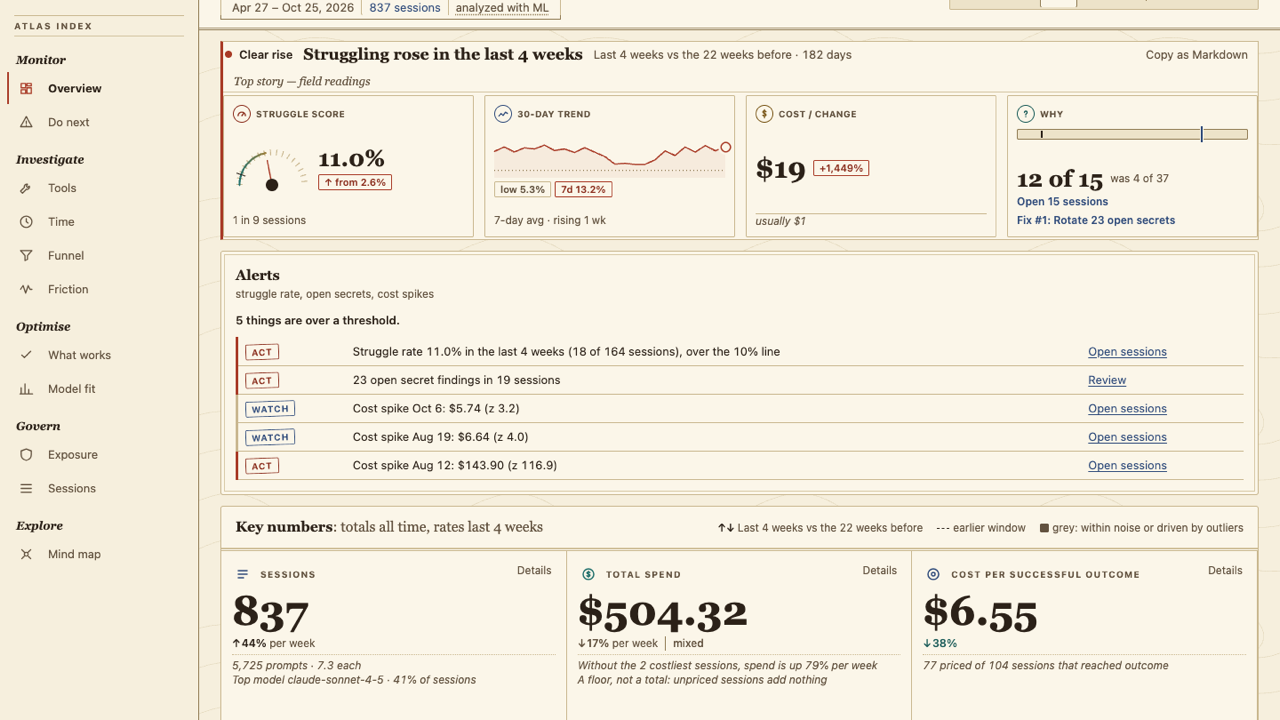 ATLAS INDEX
Monitor
Overview
Do next
Investigate
Tools
Time
Funnel
Friction
Optimise
What works
Model fit
Govern
Exposure
Sessions
Explore
Mind map
Apr 27 – Oct 25, 2026 837 sessions analyzed with ML
Clear rise Struggling rose in the last 4 weeks Last 4 weeks vs the 22 weeks before · 182 days Copy as Markdown
Top story — field readings
STRUGGLE SCORE
11.0%
↑ from 2.6%
1 in 9 sessions
30-DAY TREND
low 5.3% 7d 13.2%
7-day avg · rising 1 wk
$ COST / CHANGE
$19 +1,449%
usually $1
? WHY
12 of 15 was 4 of 37
Open 15 sessions
Fix #1: Rotate 23 open secrets
Alerts
struggle rate, open secrets, cost spikes
5 things are over a threshold.
ACT Struggle rate 11.0% in the last 4 weeks (18 of 164 sessions), over the 10% line Open sessions
ACT 23 open secret findings in 19 sessions Review
WATCH Cost spike Oct 6: $5.74 (z 3.2) Open sessions
WATCH Cost spike Aug 19: $6.64 (z 4.0) Open sessions
ACT Cost spike Aug 12: $143.90 (z 116.9) Open sessions
Key numbers: totals all time, rates last 4 weeks ↑↓ Last 4 weeks vs the 22 weeks before --- earlier window grey: within noise or driven by outliers
SESSIONS Details
837
↑44% per week
5,725 prompts · 7.3 each
Top model claude-sonnet-4-5 · 41% of sessions
$ TOTAL SPEND Details
$504.32
↓17% per week mixed
Without the 2 costliest sessions, spend is up 79% per week
A floor, not a total: unpriced sessions add nothing
COST PER SUCCESSFUL OUTCOME Details
$6.55
↓38%
77 priced of 104 sessions that reached outcome